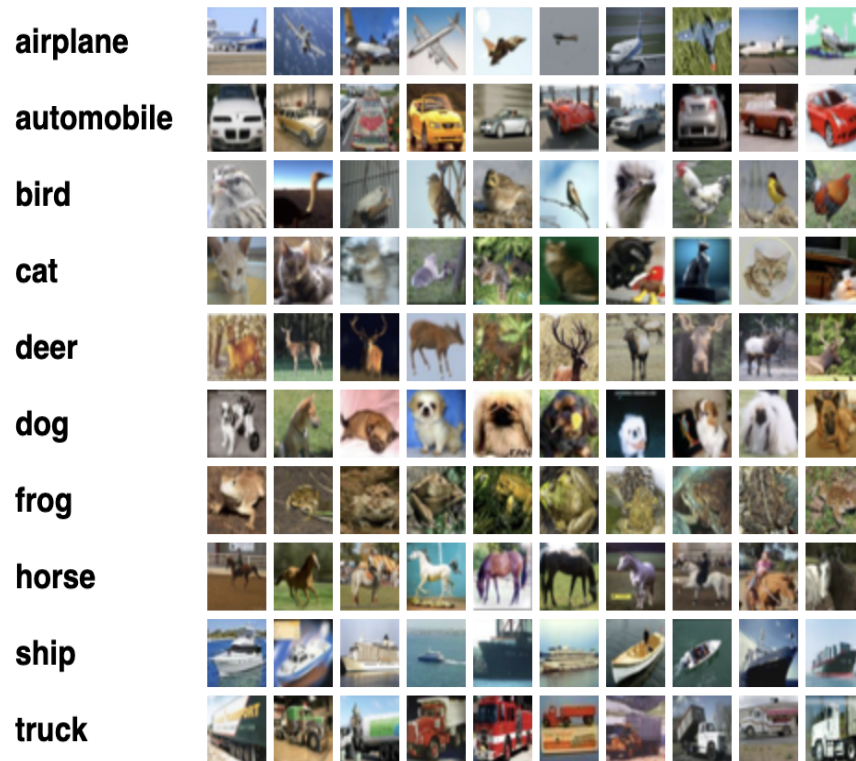 airplane
automobile
bird
cat
deer
dog
frog
horse
ship
truck